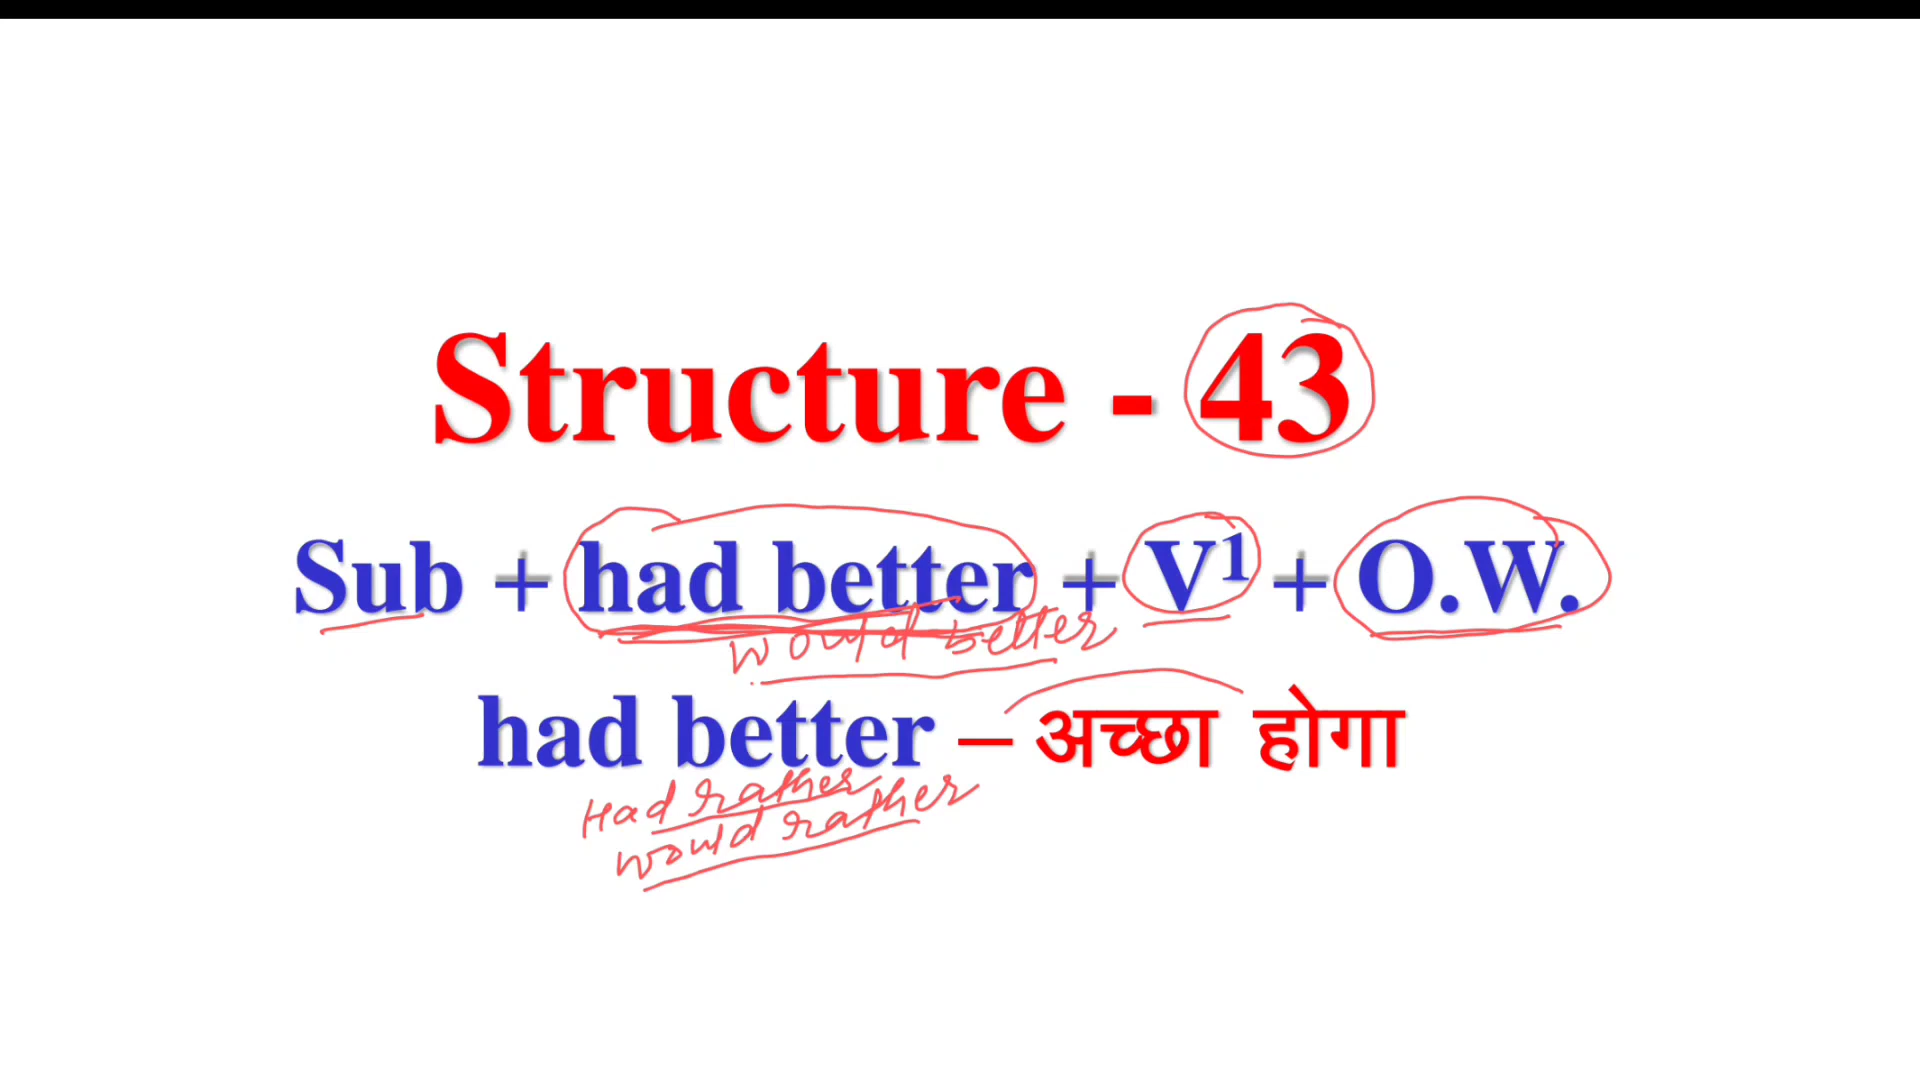 Structure - 43
Sub + had better + V¹ + O.W.
would better
had better – अच्छा होगा
Had rather
would rather